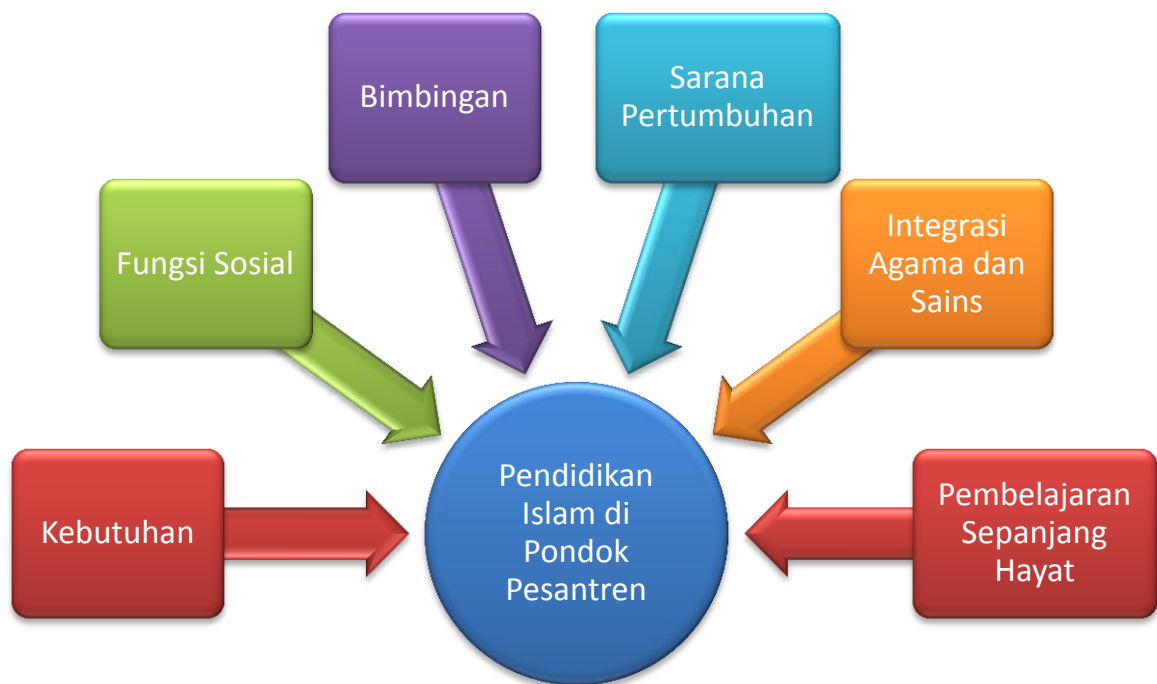 Bimbingan
Sarana
Pertumbuhan
Fungsi Sosial
Integrasi
Agama dan
Sains
Kebutuhan
Pendidikan
Islam di
Pondok
Pesantren
Pembelajaran
Sepanjang
Hayat